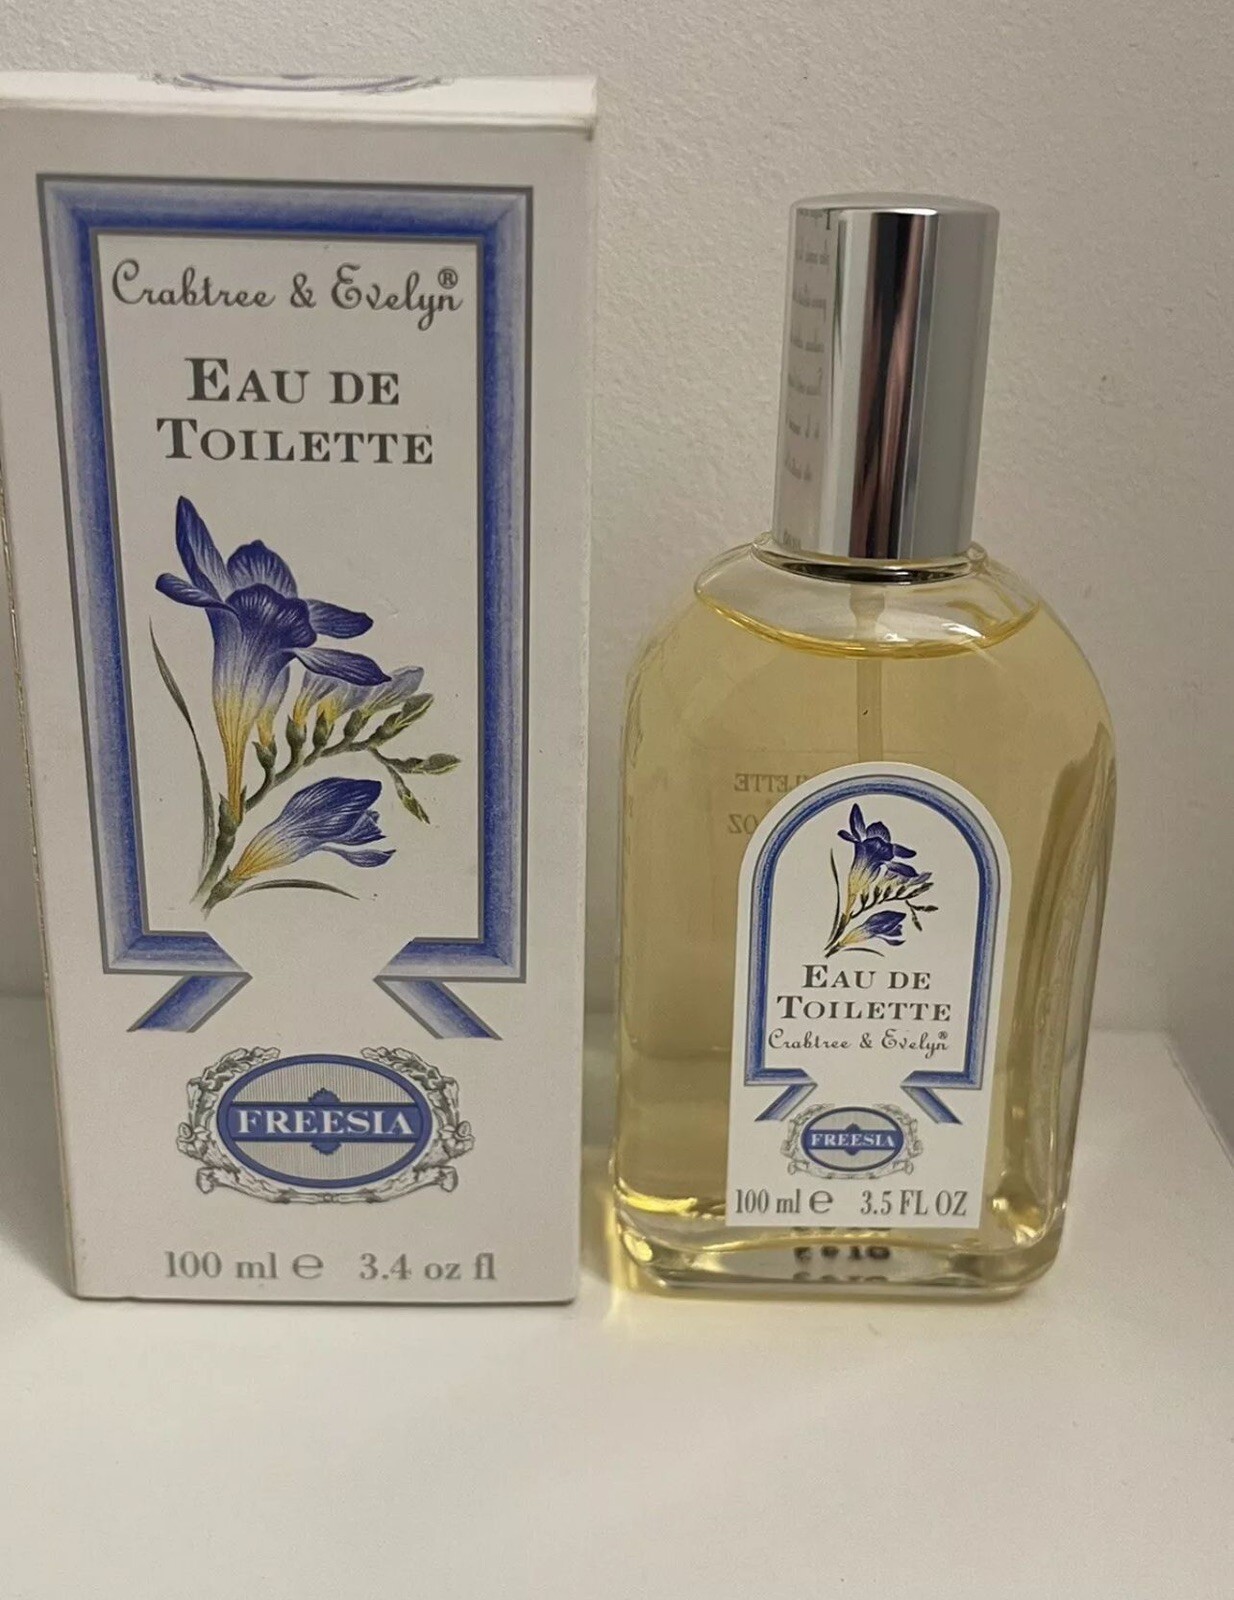 Crabtree & Evelyn®
EAU DE
TOILETTE
FREESIA
100 ml ℮ 3.4 oz fl
EAU DE
TOILETTE
Crabtree & Evelyn®
FREESIA
100 ml ℮ 3.5 FL OZ